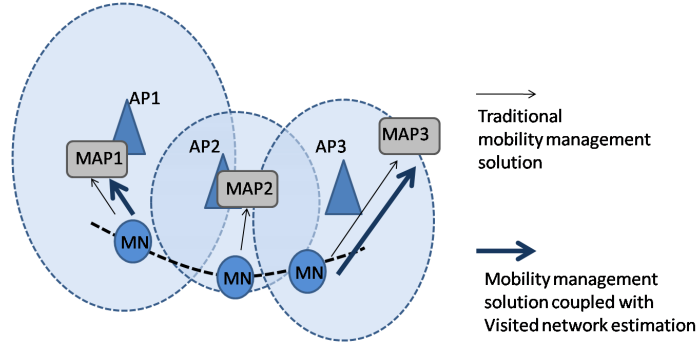 AP1
MAP1
AP2
MAP2
AP3
MAP3
MN
MN
MN
Traditional
mobility management
solution
Mobility management
solution coupled with
Visited network estimation